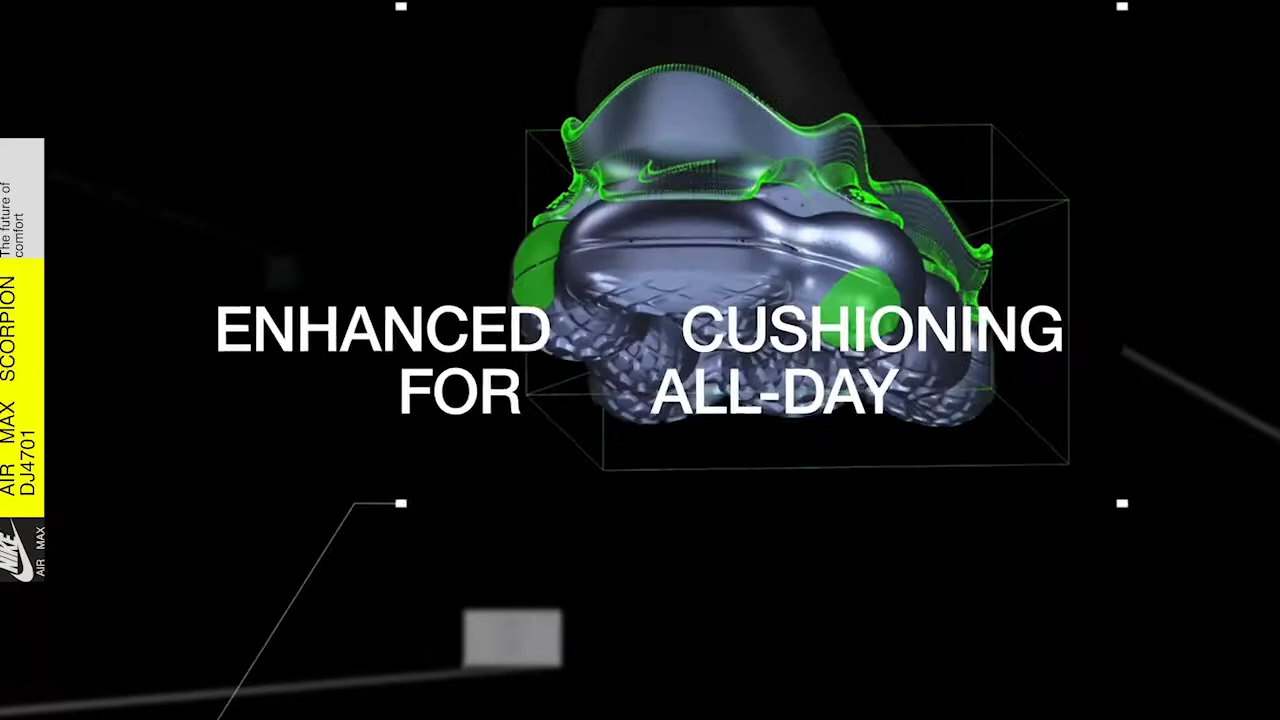 The future of
comfort
AIR MAX SCORPION
DJ4701
NIKE
AIR MAX
ENHANCED CUSHIONING
FOR ALL-DAY